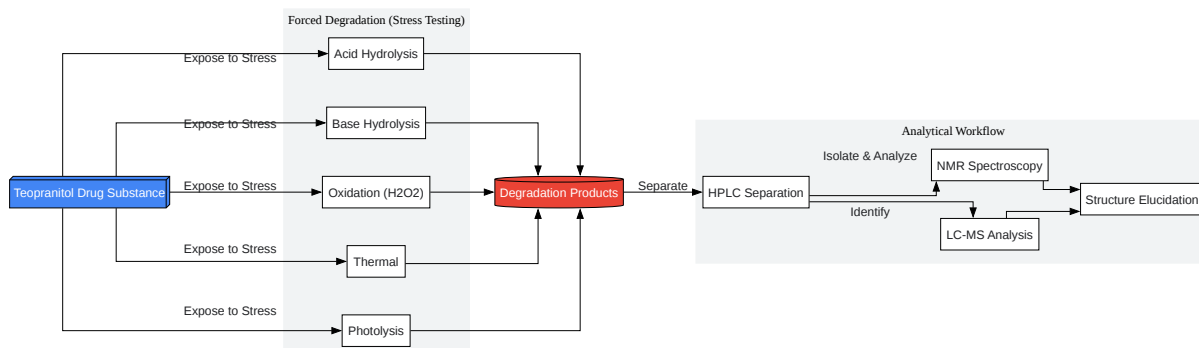 Forced Degradation (Stress Testing)
Expose to Stress
Acid Hydrolysis
Expose to Stress
Base Hydrolysis
Teopranitol Drug Substance
Expose to Stress
Oxidation (H2O2)
Degradation Products
Expose to Stress
Thermal
Expose to Stress
Photolysis
Separate
Analytical Workflow
HPLC Separation
Isolate & Analyze
NMR Spectroscopy
Identify
LC-MS Analysis
Structure Elucidation